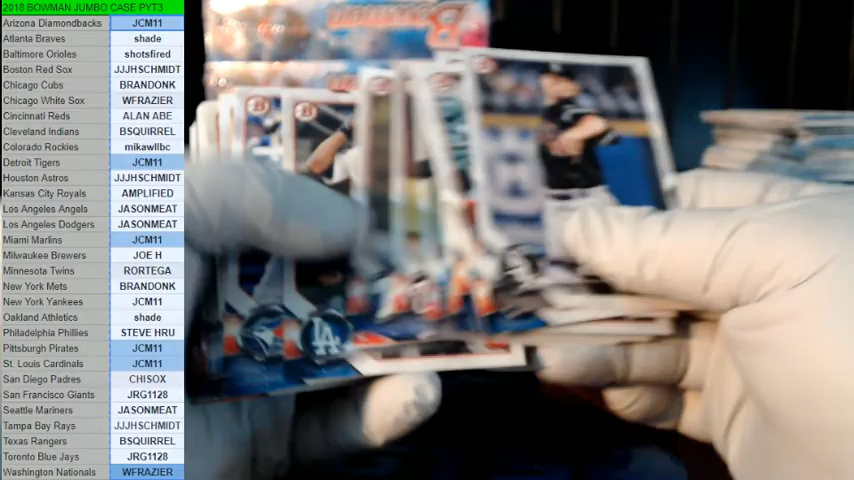 2018 BOWMAN JUMBO CASE PYT3
Arizona Diamondbacks JCM11
Atlanta Braves shade
Baltimore Orioles shotsfired
Boston Red Sox JJJHSCHMIDT
Chicago Cubs BRANDONK
Chicago White Sox WFRAZIER
Cincinnati Reds ALAN ABE
Cleveland Indians BSQUIRREL
Colorado Rockies mikawllbc
Detroit Tigers JCM11
Houston Astros JJJHSCHMIDT
Kansas City Royals AMPLIFIED
Los Angeles Angels JASONMEAT
Los Angeles Dodgers JASONMEAT
Miami Marlins JCM11
Milwaukee Brewers JOE H
Minnesota Twins RORTEGA
New York Mets BRANDONK
New York Yankees JCM11
Oakland Athletics shade
Philadelphia Phillies STEVE HRU
Pittsburgh Pirates JCM11
St. Louis Cardinals JCM11
San Diego Padres CHISOX
San Francisco Giants JRG1128
Seattle Mariners JASONMEAT
Tampa Bay Rays JJJHSCHMIDT
Texas Rangers BSQUIRREL
Toronto Blue Jays JRG1128
Washington Nationals WFRAZIER
Bowman
LA